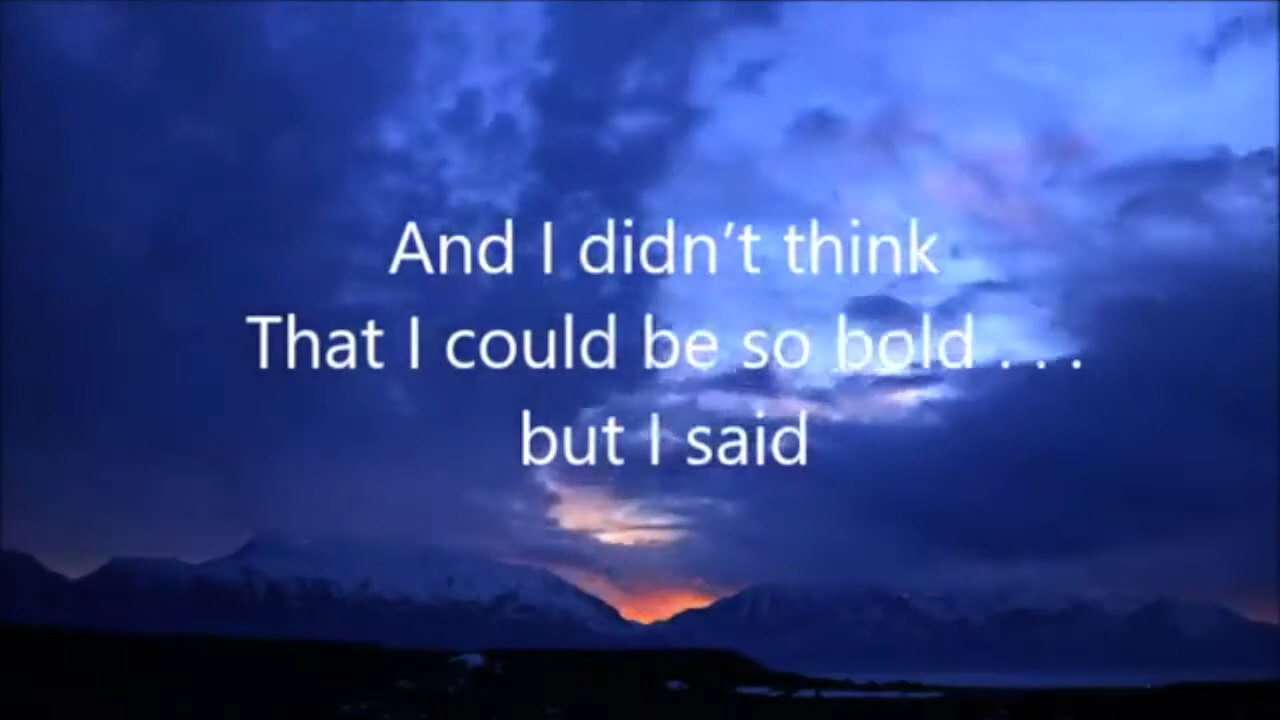 And I didn’t think
That I could be so bold . . .
but I said